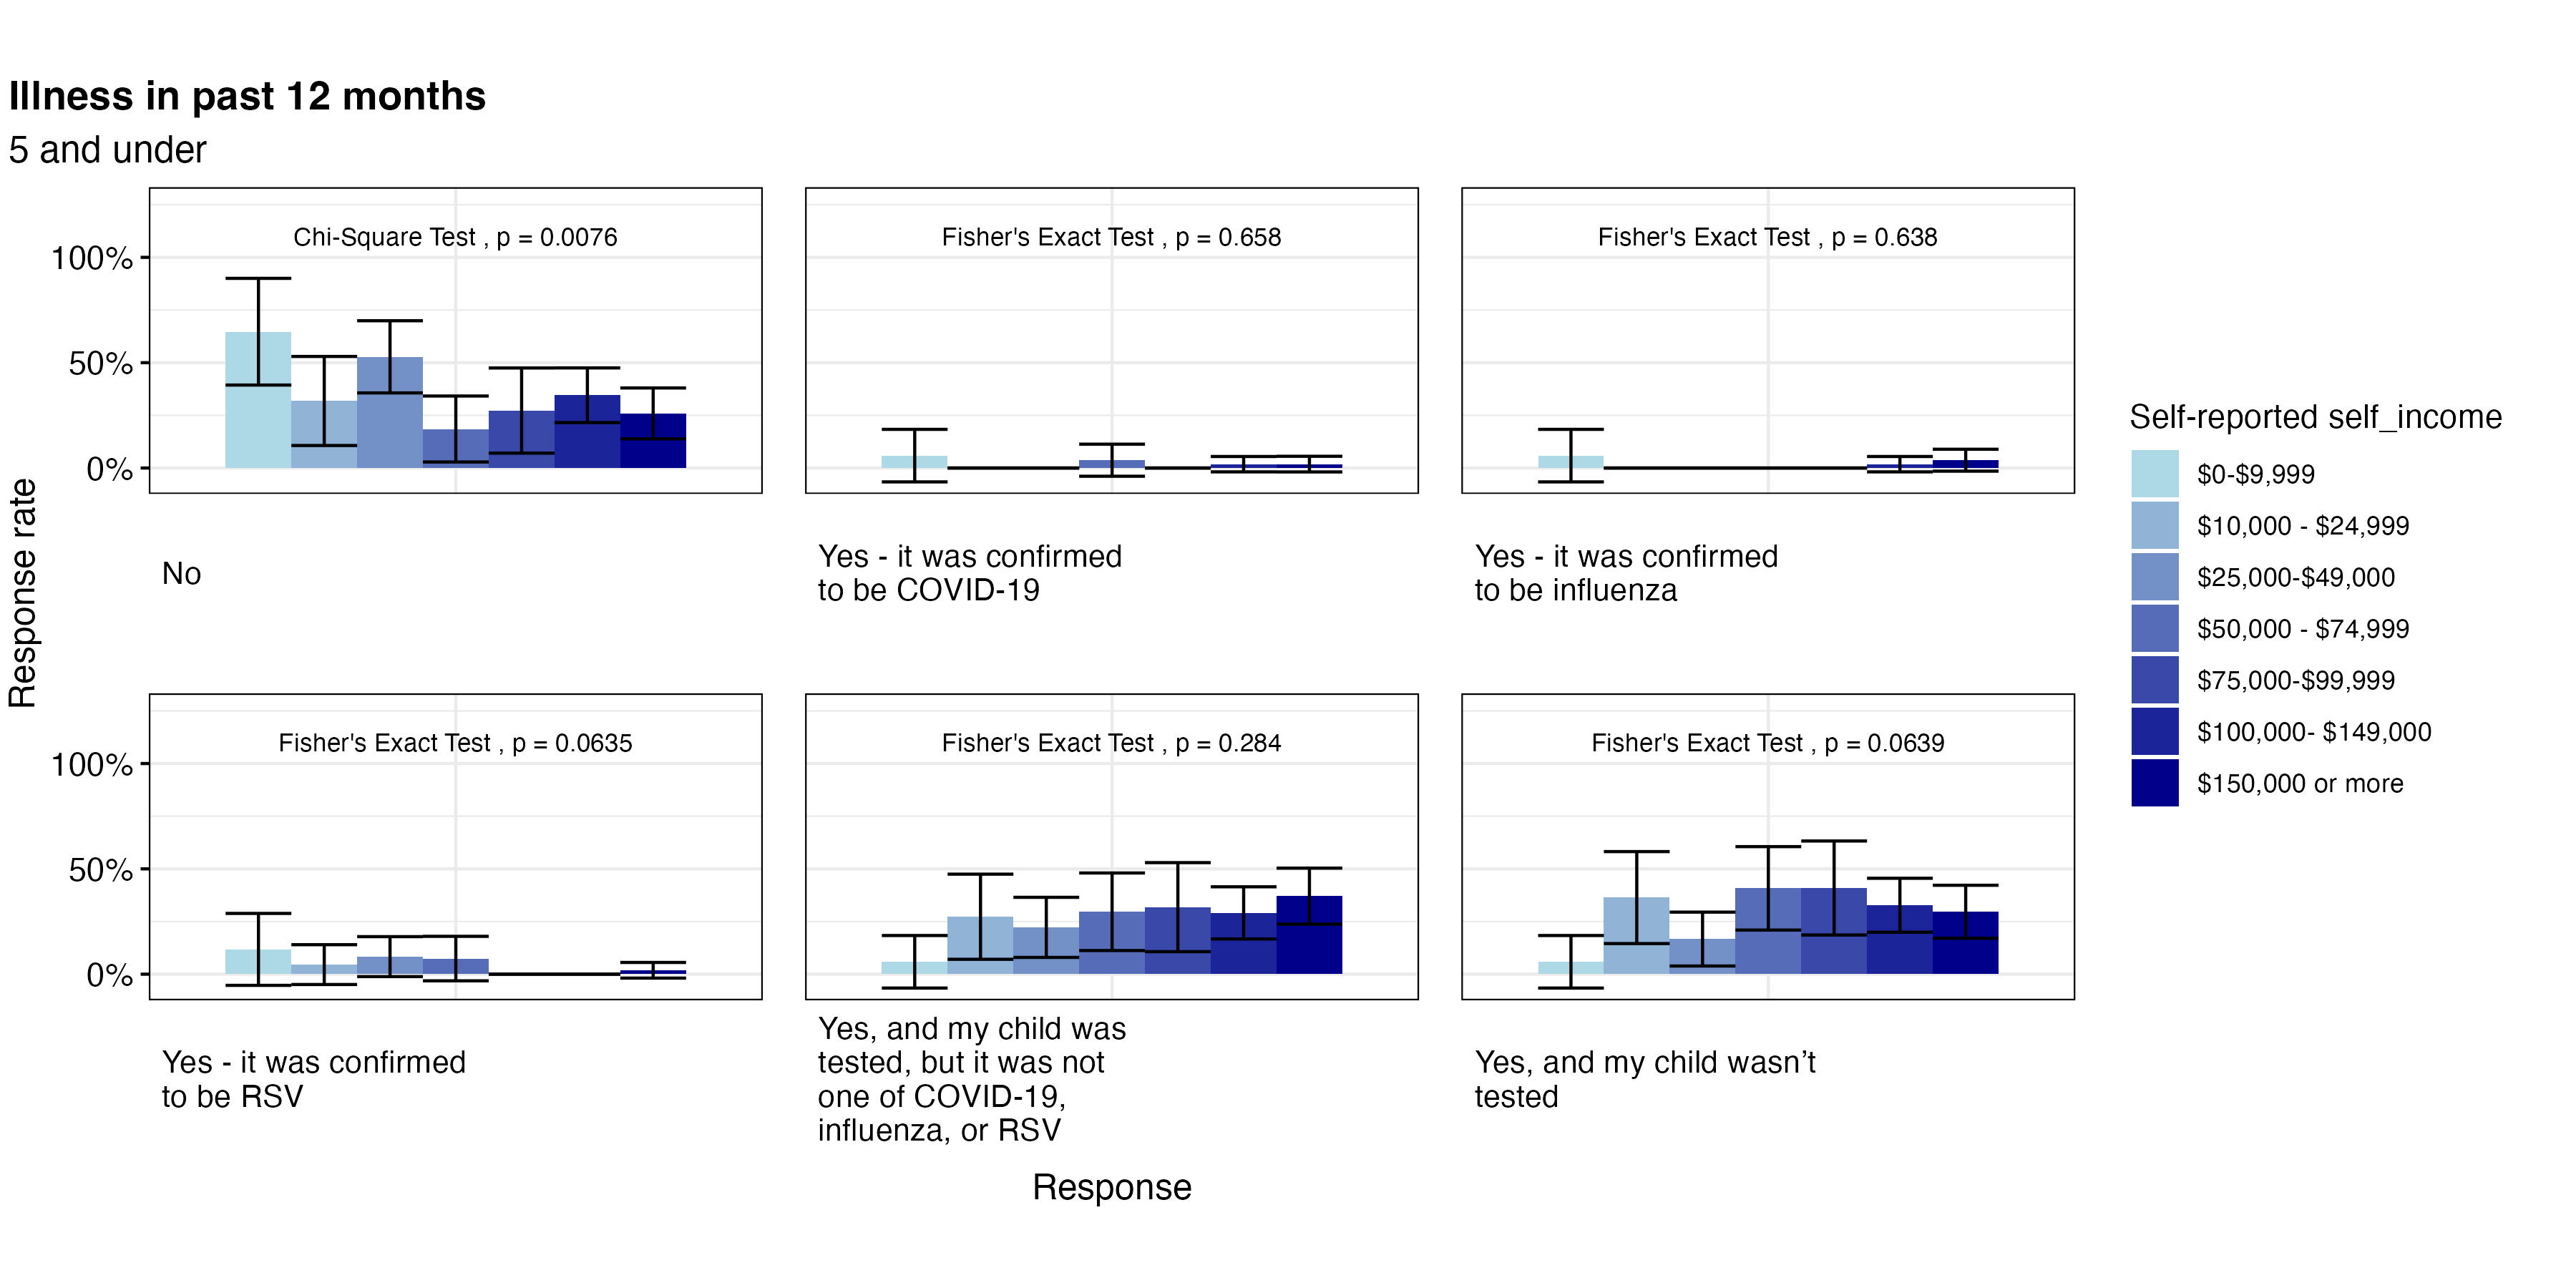 Illness in past 12 months
5 and under
Response rate
Chi-Square Test , p = 0.0076
100%
50%
0%
No
Fisher's Exact Test , p = 0.658
Yes - it was confirmed
to be COVID-19
Fisher's Exact Test , p = 0.638
Yes - it was confirmed
to be influenza
Fisher's Exact Test , p = 0.0635
100%
50%
0%
Yes - it was confirmed
to be RSV
Fisher's Exact Test , p = 0.284
Yes, and my child was
tested, but it was not
one of COVID-19,
influenza, or RSV
Fisher's Exact Test , p = 0.0639
Yes, and my child wasn’t
tested
Response
Self-reported self_income
$0-$9,999
$10,000 - $24,999
$25,000-$49,000
$50,000 - $74,999
$75,000-$99,999
$100,000- $149,000
$150,000 or more